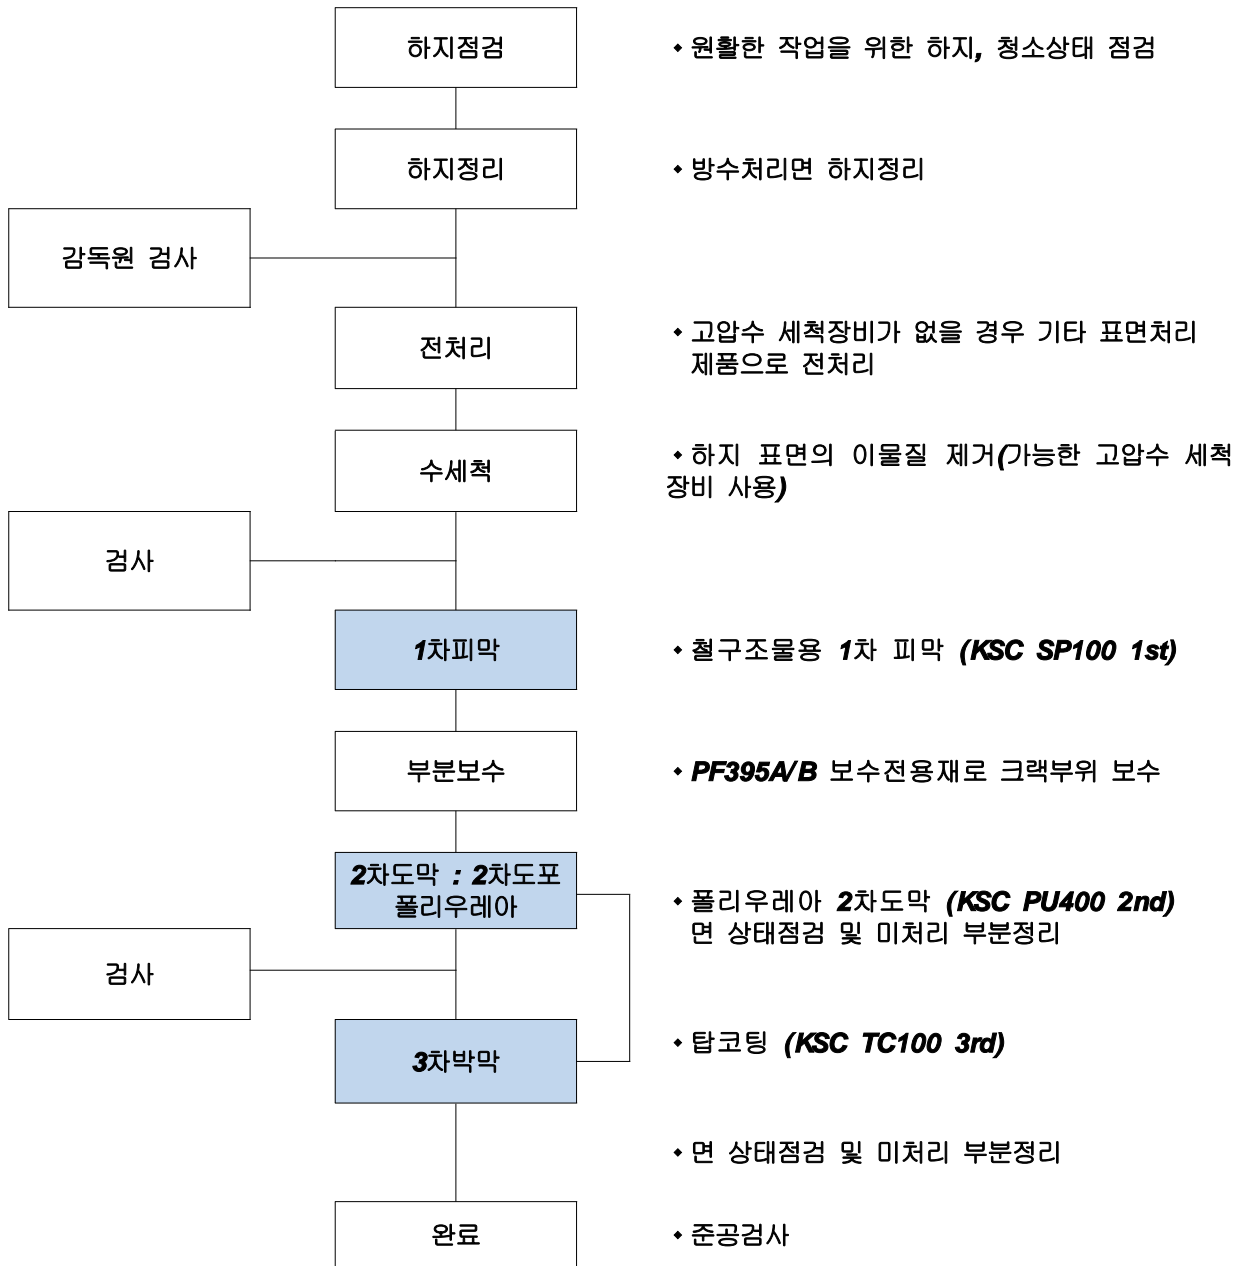 하지점검
◆ 원활한 작업을 위한 하지, 청소상태 점검
하지정리
◆ 방수처리면 하지정리
감독원 검사
전처리
◆ 고압수 세척장비가 없을 경우 기타 표면처리
제품으로 전처리
수세척
◆ 하지 표면의 이물질 제거(가능한 고압수 세척
장비 사용)
검사
1차피막
◆ 철구조물용 1차 피막 (KSC SP100 1st)
부분보수
◆ PF395A/B 보수전용재로 크랙부위 보수
2차도막 : 2차도포
폴리우레아
◆ 폴리우레아 2차도막 (KSC PU400 2nd)
면 상태점검 및 미처리 부분정리
검사
3차박막
◆ 탑코팅 (KSC TC100 3rd)
◆ 면 상태점검 및 미처리 부분정리
완료
◆ 준공검사